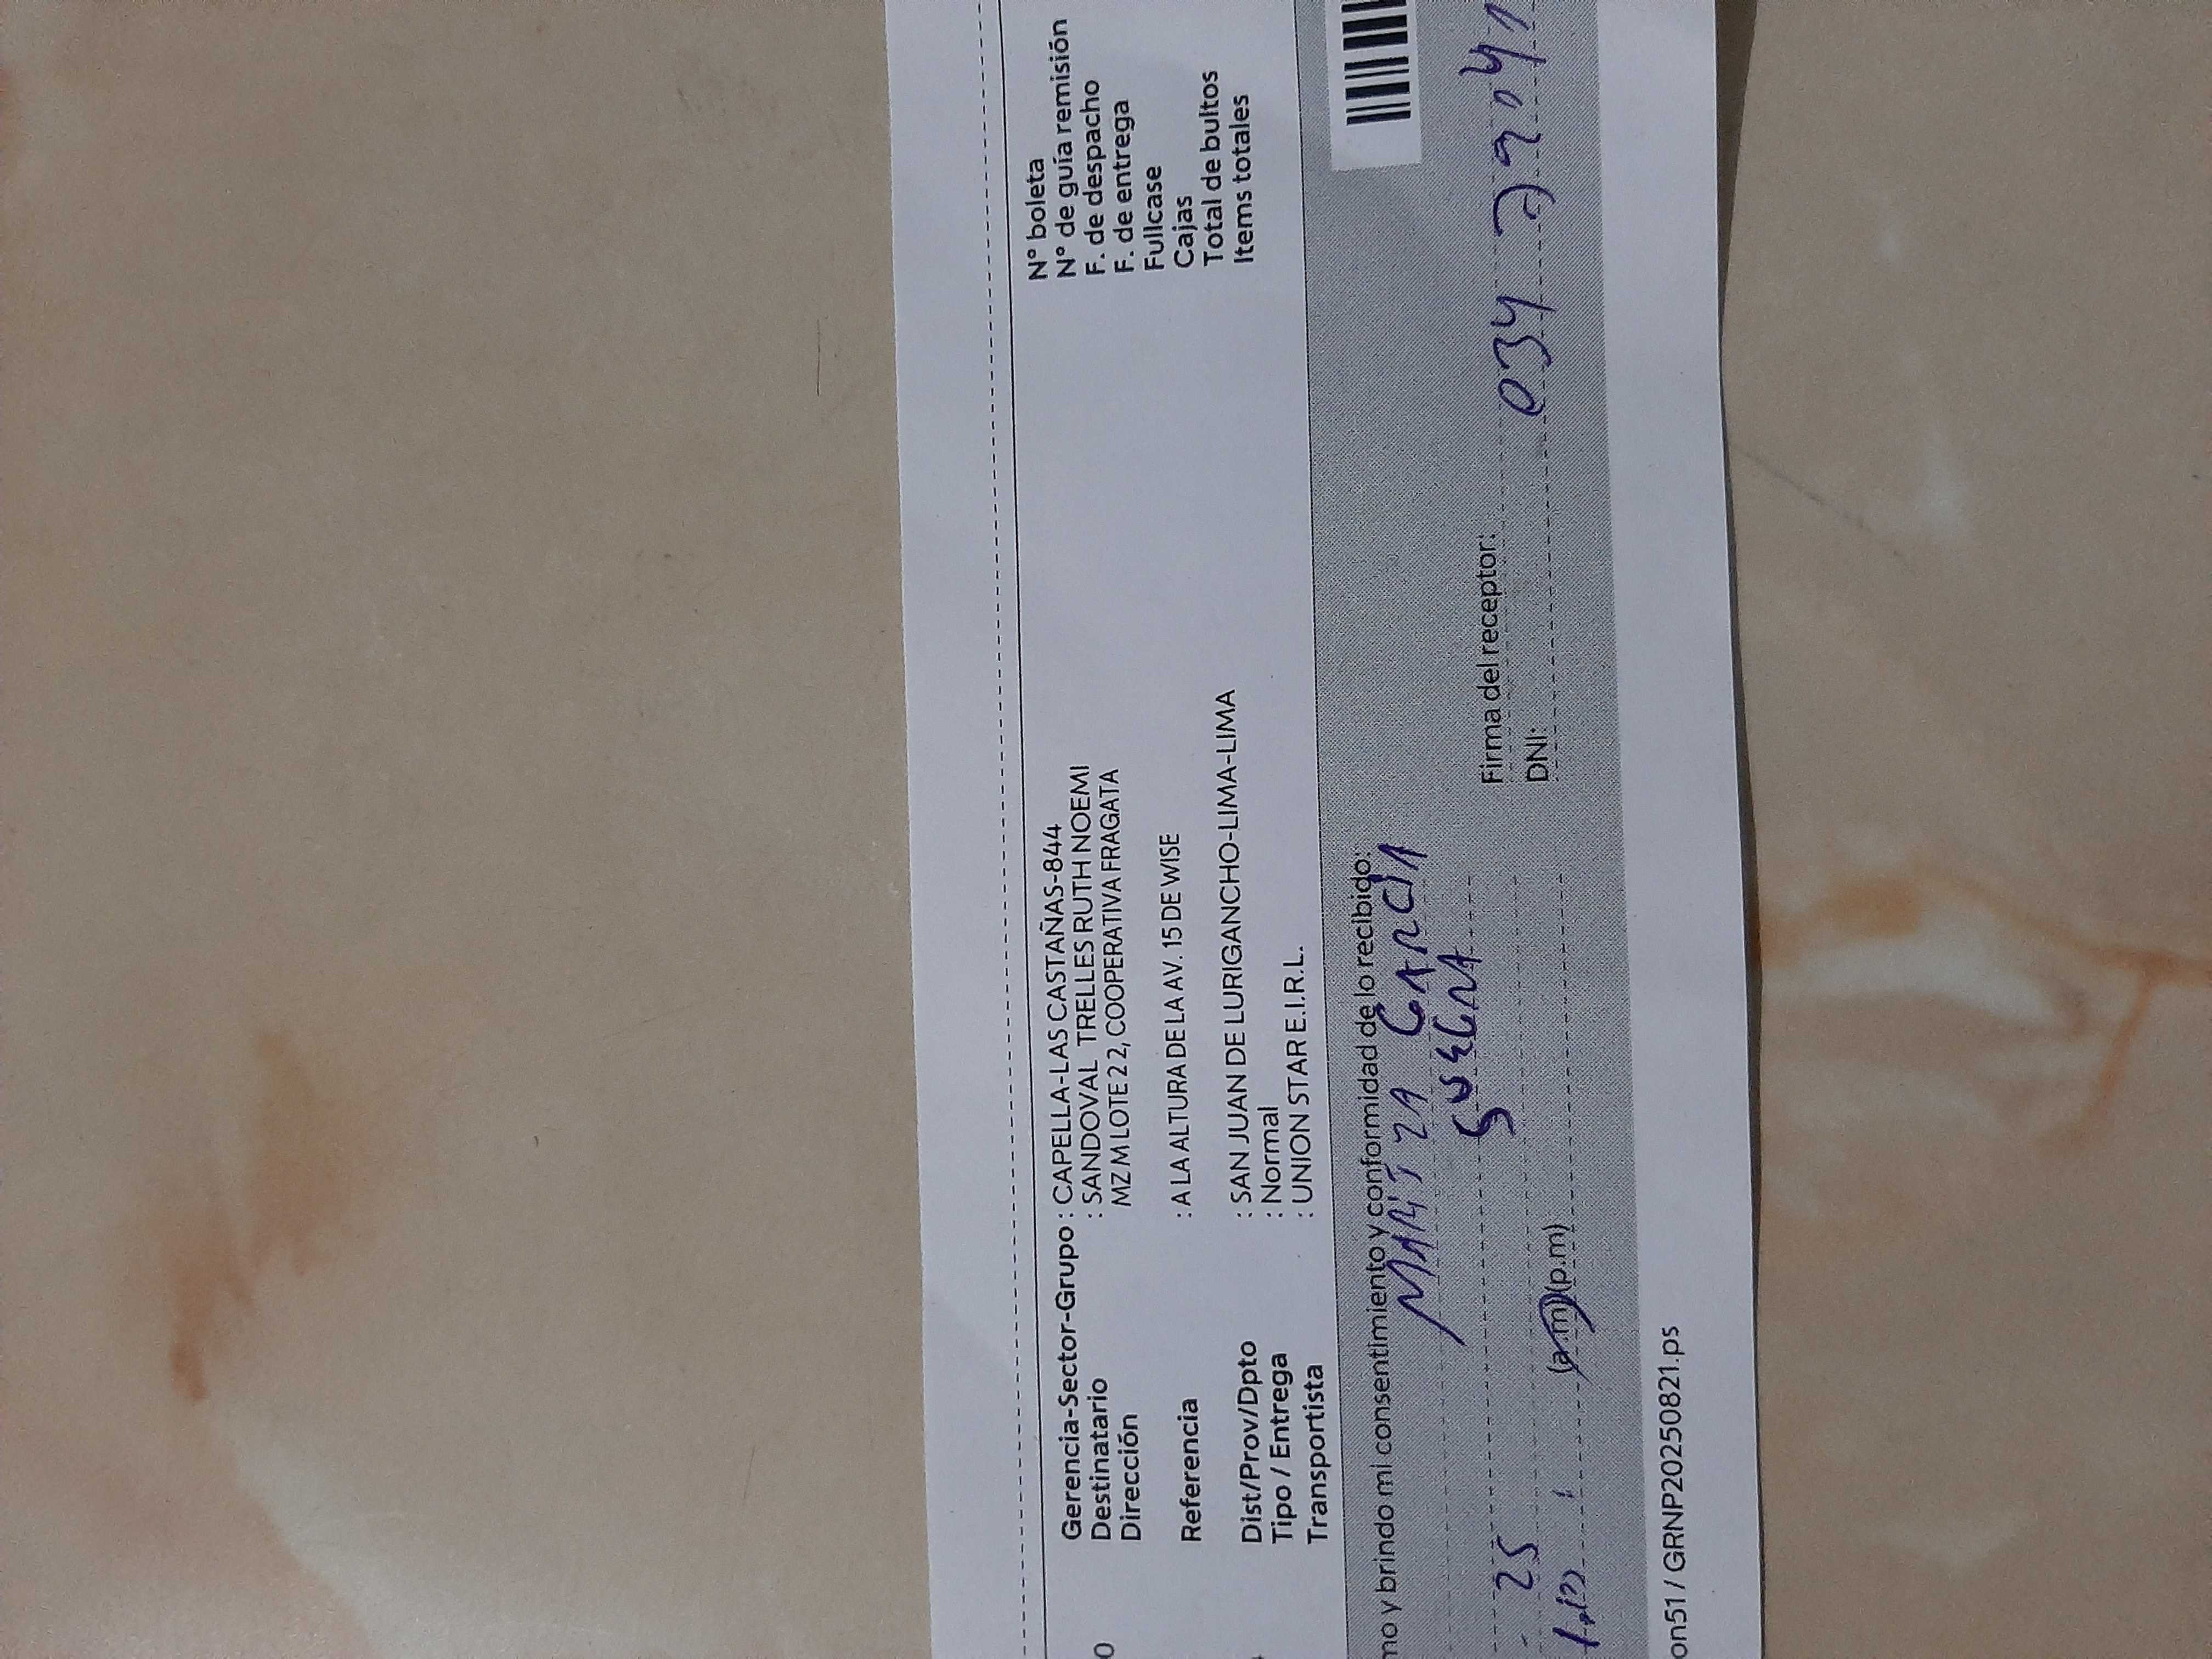 Gerencia-Sector-Grupo : CAPELLA-LAS CASTAÑAS-844
Destinatario : SANDOVAL TRELLES RUTH NOEMI
Dirección MZ M LOTE 2 2, COOPERATIVA FRAGATA
Referencia : A LA ALTURA DE LA AV. 15 DE WISE
Dist/Prov/Dpto : SAN JUAN DE LURIGANCHO-LIMA-LIMA
Tipo / Entrega : Normal
Transportista : UNION STAR E.I.R.L.
N° boleta
N° de guía remisión
F. de despacho
F. de entrega
Fullcase
Cajas
Total de bultos
Items totales
mo y brindo mi consentimiento y conformidad de lo recibido:
GARCIA
SUEGRA
25
(a.m)(p.m)
Firma del receptor:
DNI:
on51 / GRNP20250821.ps